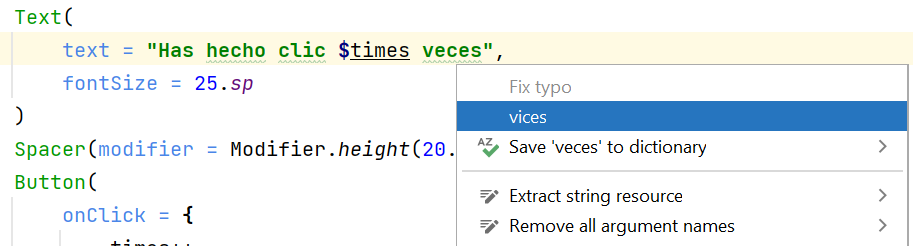 Text(
text = "Has hecho clic $times veces",
fontSize = 25.sp
)
Spacer(modifier = Modifier.height(20.
Button(
onClick = {
times++
Fix typo
vices
Save 'veces' to dictionary
Extract string resource
Remove all argument names